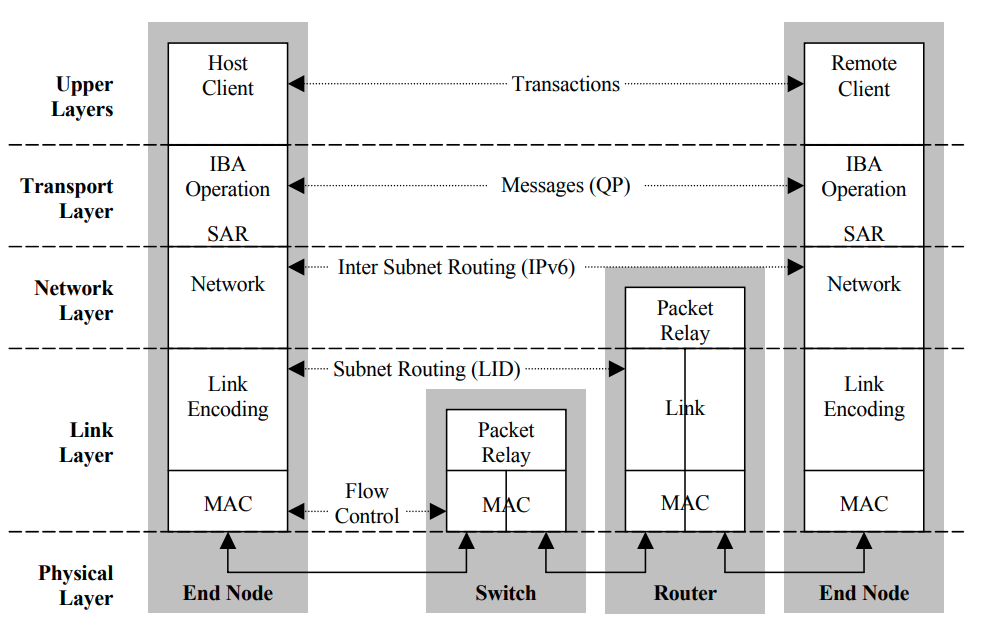 Upper
Layers
Host
Client
Transactions
Remote
Client
Transport
Layer
IBA
Operation
SAR
Messages (QP)
IBA
Operation
SAR
Network
Layer
Network
Inter Subnet Routing (IPv6)
Packet
Relay
Network
Link
Layer
Link
Encoding
Subnet Routing (LID)
Packet
Relay
Link
Link
Encoding
MAC
Flow
Control
MAC
MAC
MAC
Physical
Layer
End Node
Switch
Router
End Node